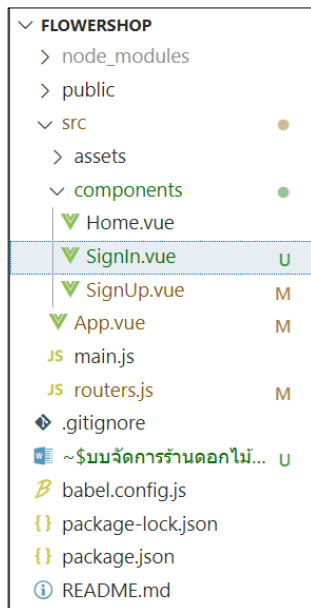 FLOWERSHOP
node_modules
public
src
assets
components
Home.vue
SignIn.vue U
SignUp.vue M
App.vue M
JS main.js
JS routers.js M
.gitignore
~$บบจัดการร้านดอกไม้... U
babel.config.js
{} package-lock.json
{} package.json
README.md